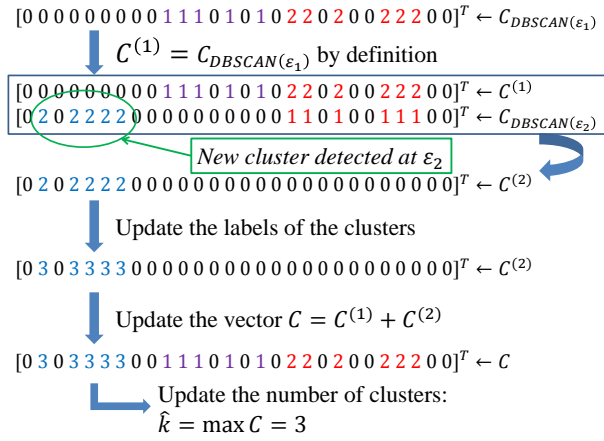 [0 0 0 0 0 0 0 0 0 1 1 1 0 1 0 1 0 2 2 0 2 0 0 2 2 2 0 0]ᵀ ← C_DBSCAN(ε₁)
C⁽¹⁾ = C_DBSCAN(ε₁) by definition
[0 0 0 0 0 0 0 0 0 1 1 1 0 1 0 1 0 2 2 0 2 0 0 2 2 2 0 0]ᵀ ← C⁽¹⁾
[0 2 0 2 2 2 2 0 0 0 0 0 0 0 0 0 0 1 1 0 1 0 0 1 1 1 0 0]ᵀ ← C_DBSCAN(ε₂)
New cluster detected at ε₂
[0 2 0 2 2 2 2 0 0 0 0 0 0 0 0 0 0 0 0 0 0 0 0 0 0 0 0 0]ᵀ ← C⁽²⁾
Update the labels of the clusters
[0 3 0 3 3 3 3 0 0 0 0 0 0 0 0 0 0 0 0 0 0 0 0 0 0 0 0 0]ᵀ ← C⁽²⁾
Update the vector C = C⁽¹⁾ + C⁽²⁾
[0 3 0 3 3 3 3 0 0 1 1 1 0 1 0 1 0 2 2 0 2 0 0 2 2 2 0 0]ᵀ ← C
Update the number of clusters:
k̂ = max C = 3